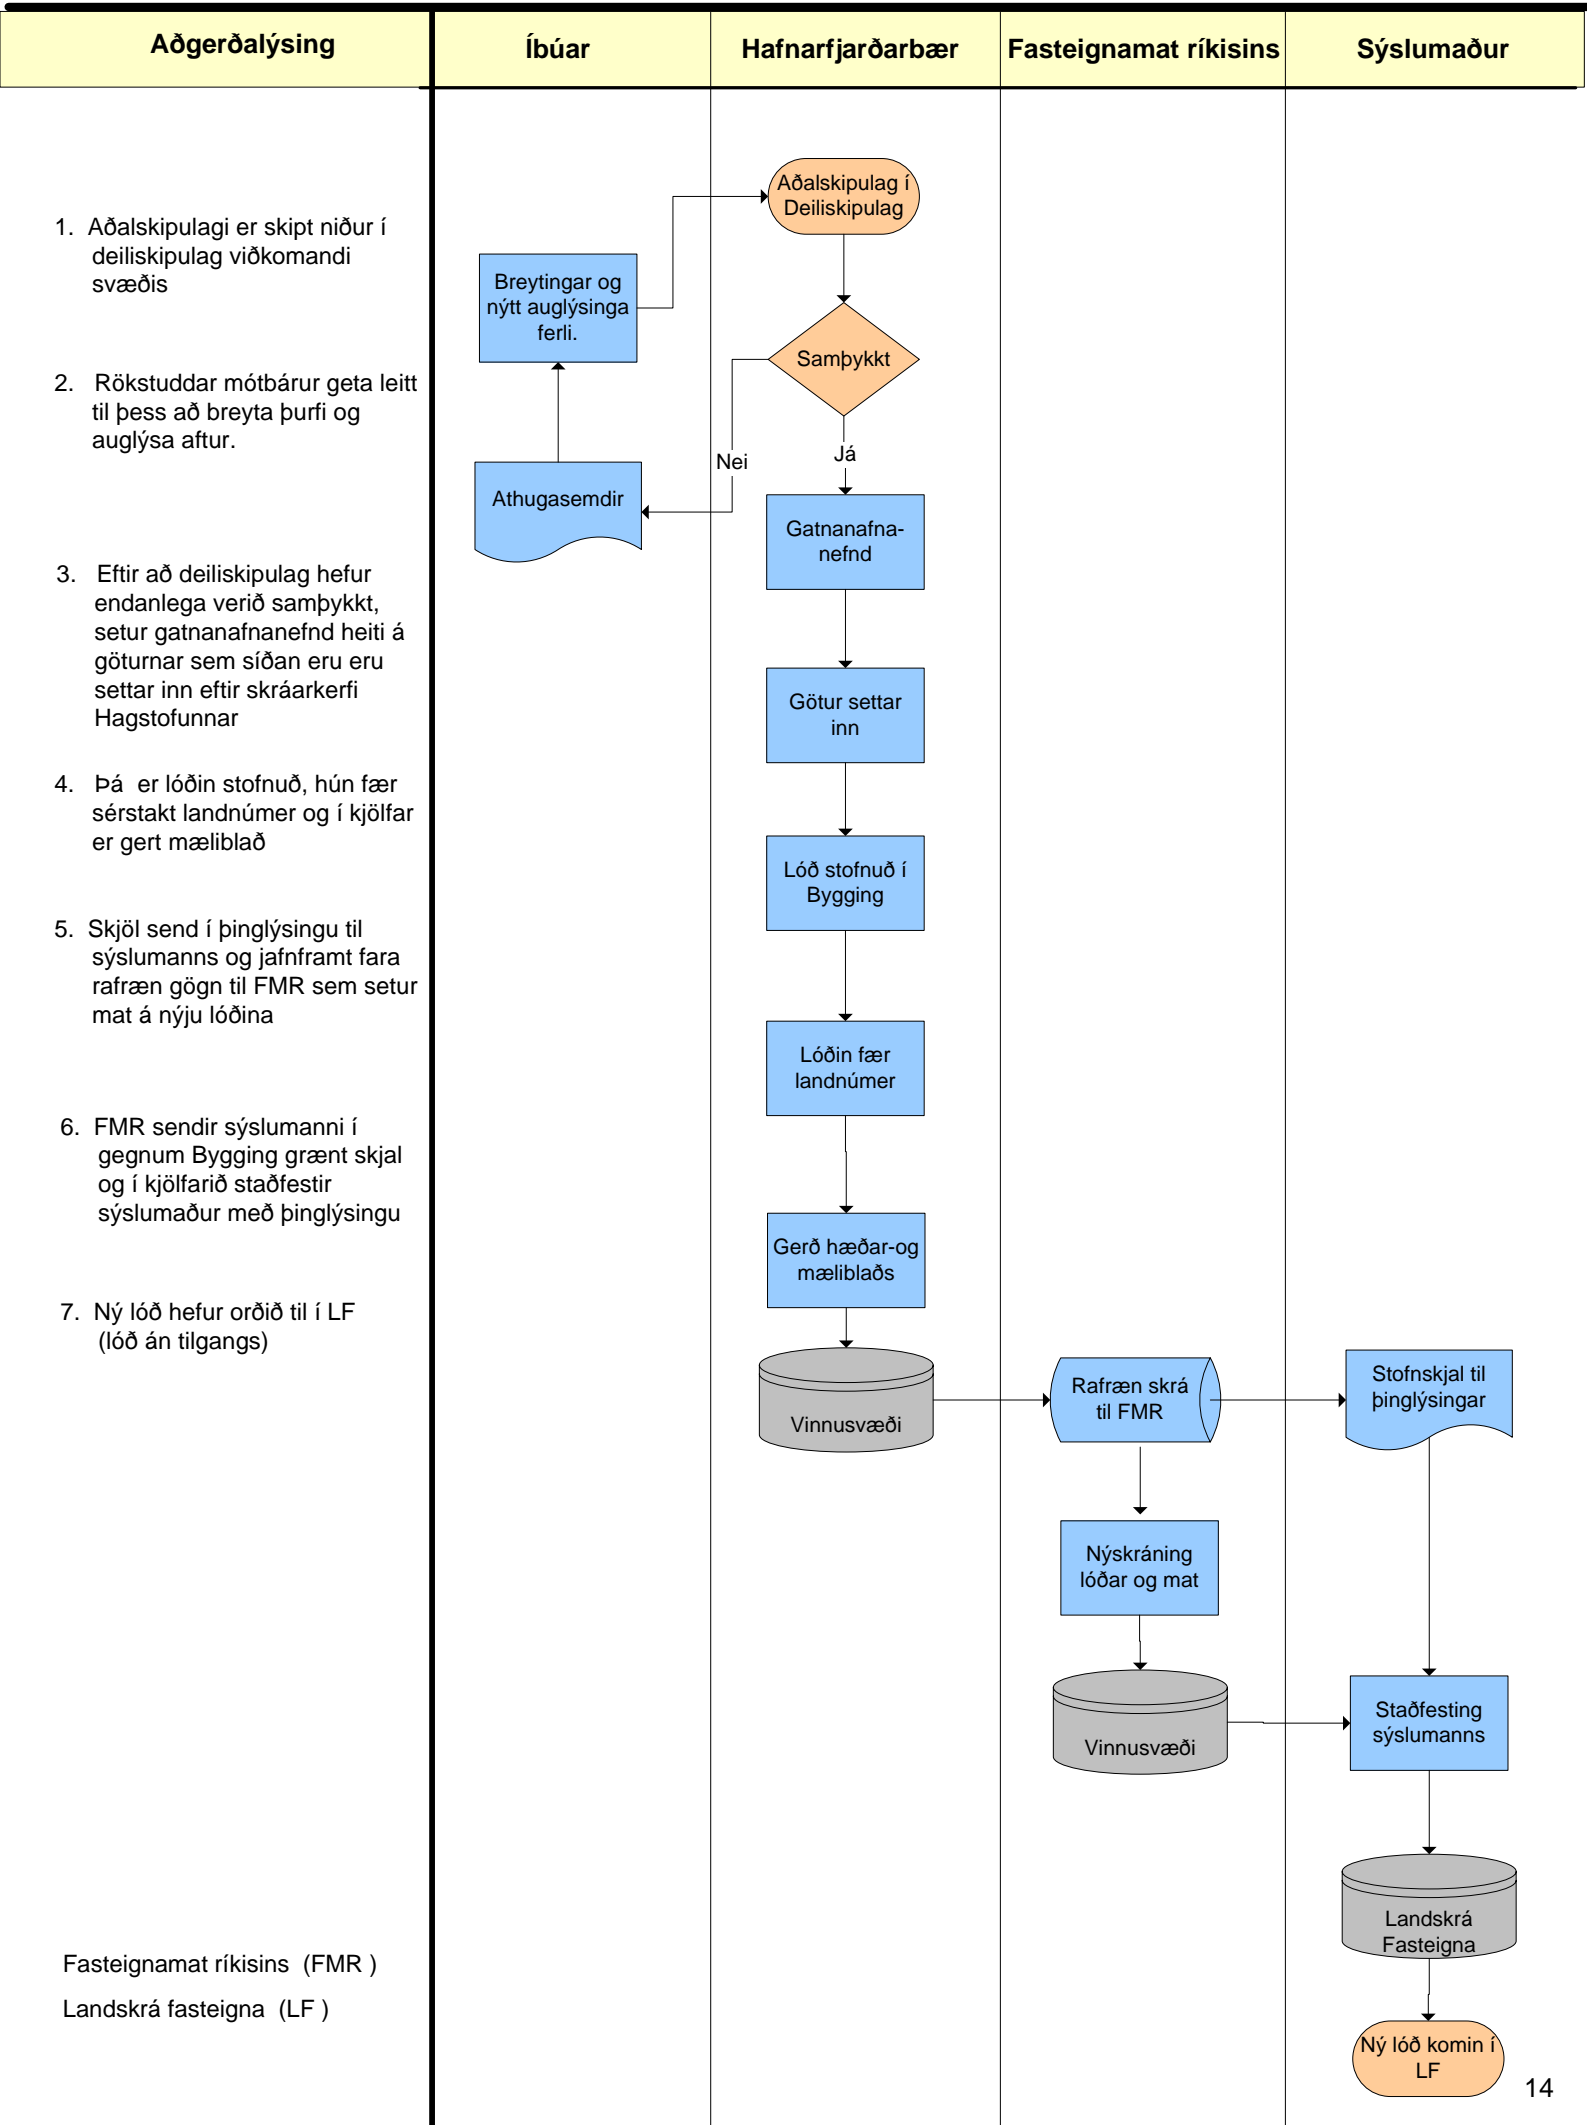 Aðgerðalýsing
Íbúar
Hafnarfjarðarbær
Fasteignamat ríkisins
Sýslumaður
1. Aðalskipulagi er skipt niður í
deiliskipulag viðkomandi
svæðis
2. Rökstuddar mótbárur geta leitt
til þess að breyta þurfi og
auglýsa aftur.
3. Eftir að deiliskipulag hefur
endanlega verið samþykkt,
setur gatnanafnanefnd heiti á
göturnar sem síðan eru eru
settar inn eftir skráarkerfi
Hagstofunnar
4. Þá er lóðin stofnuð, hún fær
sérstakt landnúmer og í kjölfar
er gert mæliblað
5. Skjöl send í þinglýsingu til
sýslumanns og jafnframt fara
rafræn gögn til FMR sem setur
mat á nýju lóðina
6. FMR sendir sýslumanni í
gegnum Bygging grænt skjal
og í kjölfarið staðfestir
sýslumaður með þinglýsingu
7. Ný lóð hefur orðið til í LF
(lóð án tilgangs)
Fasteignamat ríkisins (FMR )
Landskrá fasteigna (LF )
Aðalskipulag í
Deiliskipulag
Breytingar og
nýtt auglýsinga
ferli.
Samþykkt
Nei
Já
Athugasemdir
Gatnanafna-
nefnd
Götur settar
inn
Lóð stofnuð í
Bygging
Lóðin fær
landnúmer
Gerð hæðar-og
mæliblaðs
Vinnusvæði
Rafræn skrá
til FMR
Stofnskjal til
þinglýsingar
Nýskráning
lóðar og mat
Vinnusvæði
Staðfesting
sýslumanns
Landskrá
Fasteigna
Ný lóð komin í
LF
14